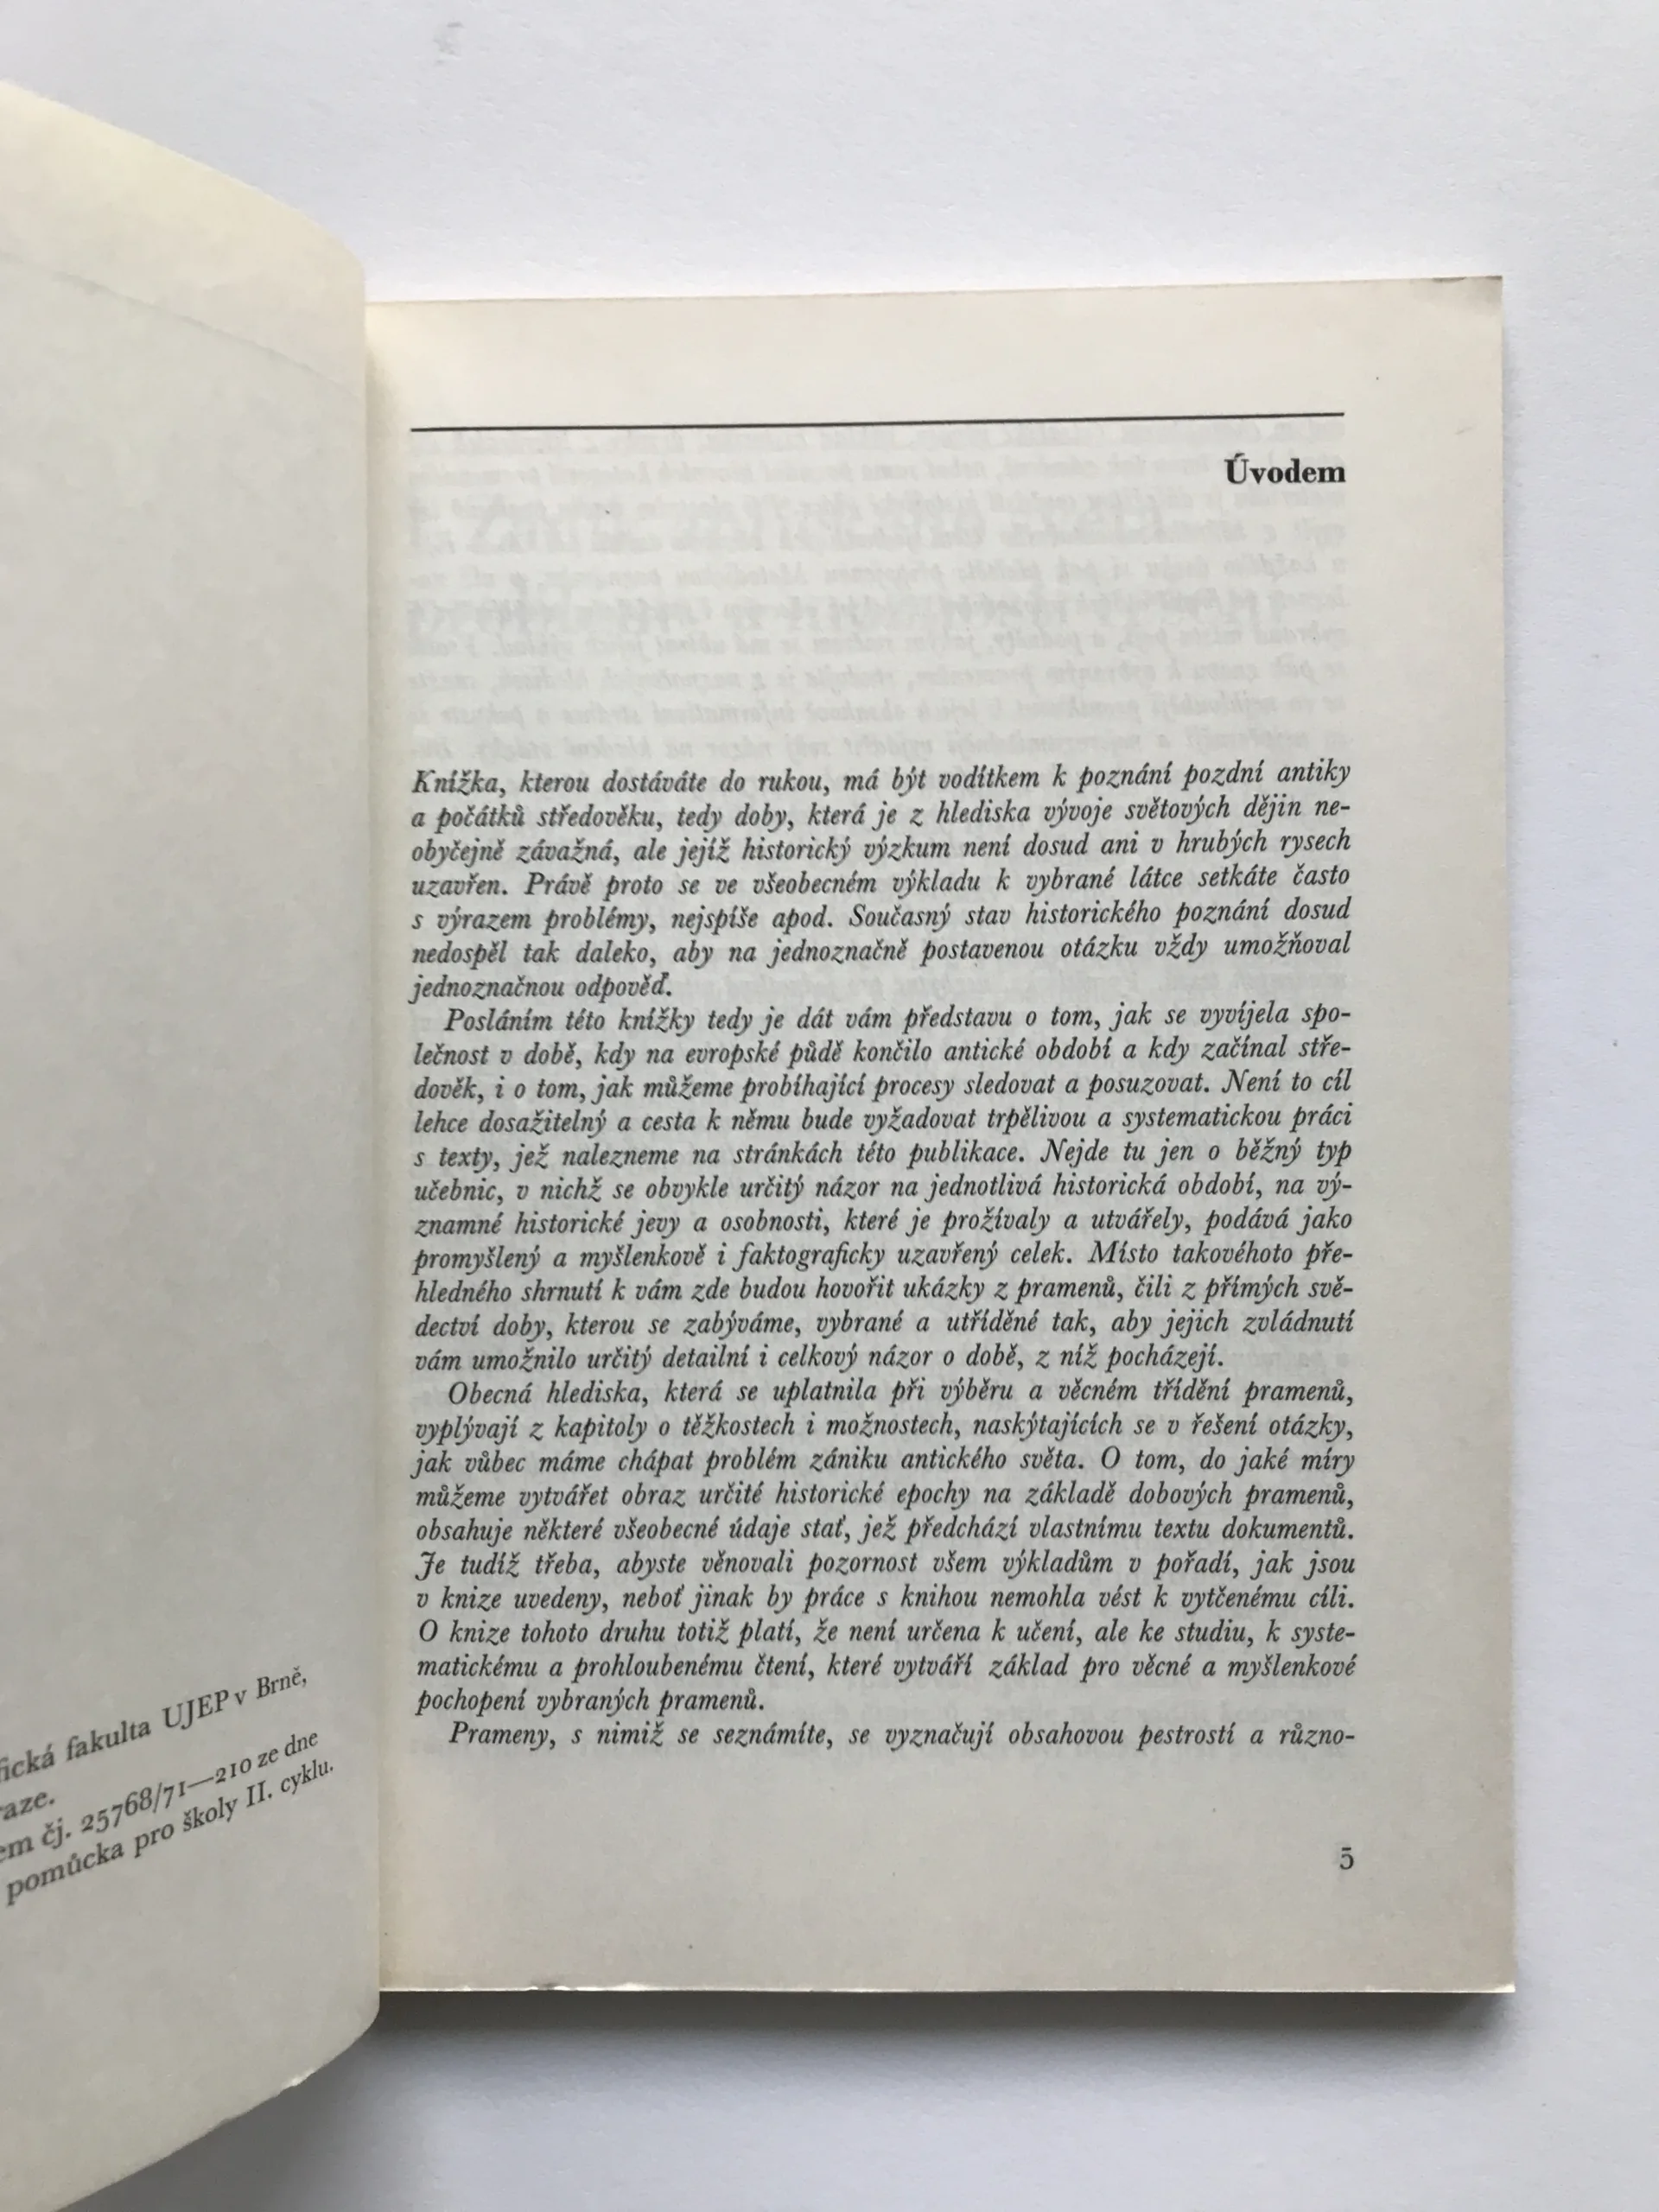 fakulta UJEP v Brně,
čj. 25768/71—210 ze dne
pomůcka pro školy II. cyklu.
Úvodem
Knížka, kterou dostáváte do rukou, má být vodítkem k poznání pozdní antiky
a počátků středověku, tedy doby, která je z hlediska vývoje světových dějin ne-
obyčejně závažná, ale jejíž historický výzkum není dosud ani v hrubých rysech
uzavřen. Právě proto se ve všeobecném výkladu k vybrané látce setkáte často
s výrazem problémy, nejspíše apod. Současný stav historického poznání dosud
nedospěl tak daleko, aby na jednoznačně postavenou otázku vždy umožňoval
jednoznačnou odpověď.
Posláním této knížky tedy je dát vám představu o tom, jak se vyvíjela spo-
lečnost v době, kdy na evropské půdě končilo antické období a kdy začínal stře-
dověk, i o tom, jak můžeme probíhající procesy sledovat a posuzovat. Není to cíl
lehce dosažitelný a cesta k němu bude vyžadovat trpělivou a systematickou práci
s texty, jež nalezneme na stránkách této publikace. Nejde tu jen o běžný typ
učebnic, v nichž se obvykle určitý názor na jednotlivá historická období, na vý-
znamné historické jevy a osobnosti, které je prožívaly a utvářely, podává jako
promyšlený a myšlenkově i faktograficky uzavřený celek. Místo takovéhoto pře-
hledného shrnutí k vám zde budou hovořit ukázky z pramenů, čili z přímých svě-
dectví doby, kterou se zabýváme, vybrané a utříděné tak, aby jejich zvládnutí
vám umožnilo určitý detailní i celkový názor o době, z níž pocházejí.
Obecná hlediska, která se uplatnila při výběru a věcném třídění pramenů,
vyplývají z kapitoly o těžkostech i možnostech, naskýtajících se v řešení otázky,
jak vůbec máme chápat problém zániku antického světa. O tom, do jaké míry
můžeme vytvářet obraz určité historické epochy na základě dobových pramenů,
obsahuje některé všeobecné údaje stať, jež předchází vlastnímu textu dokumentů.
Je tudíž třeba, abyste věnovali pozornost všem výkladům v pořadí, jak jsou
v knize uvedeny, neboť jinak by práce s knihou nemohla vést k vytčenému cíli.
O knize tohoto druhu totiž platí, že není určena k učení, ale ke studiu, k syste-
matickému a prohloubenému čtení, které vytváří základ pro věcné a myšlenkové
pochopení vybraných pramenů.
Prameny, s nimiž se seznámíte, se vyznačují obsahovou pestrostí a různo-
5